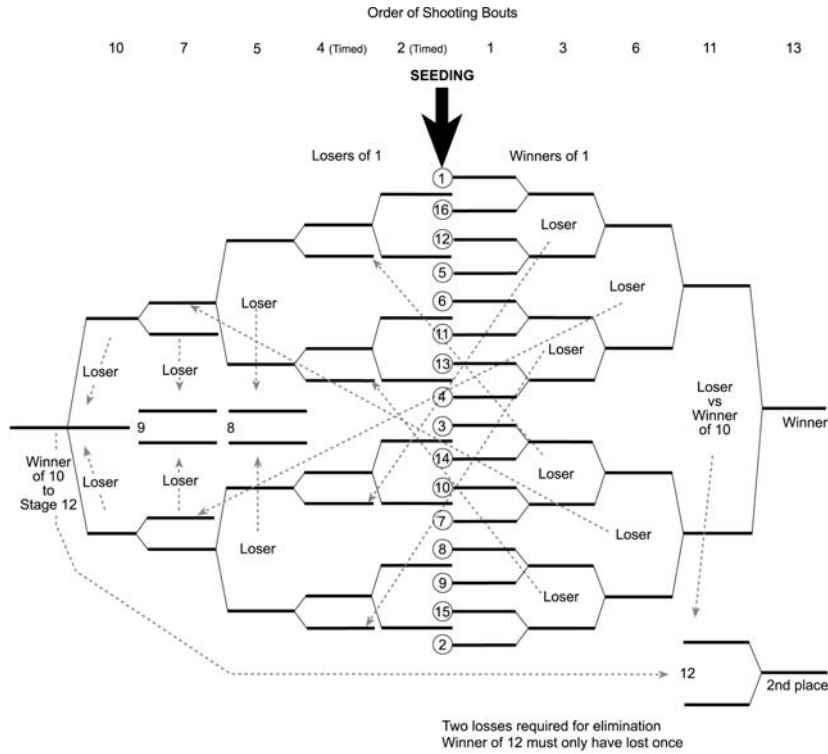 Order of Shooting Bouts
10 7 5 4 (Timed) 2 (Timed) 1 3 6 11 13
SEEDING
Losers of 1
Winners of 1
1
16
Loser
12
5
Loser
Loser
6
11
Loser
13
Loser
Loser
4
Loser
vs
Winner
of 10
Winner
9
8
3
14
Winner
of 10
to
Stage 12
Loser
Loser
Loser
10
7
Loser
Loser
8
9
Loser
15
2
12
2nd place
Two losses required for elimination
Winner of 12 must only have lost once